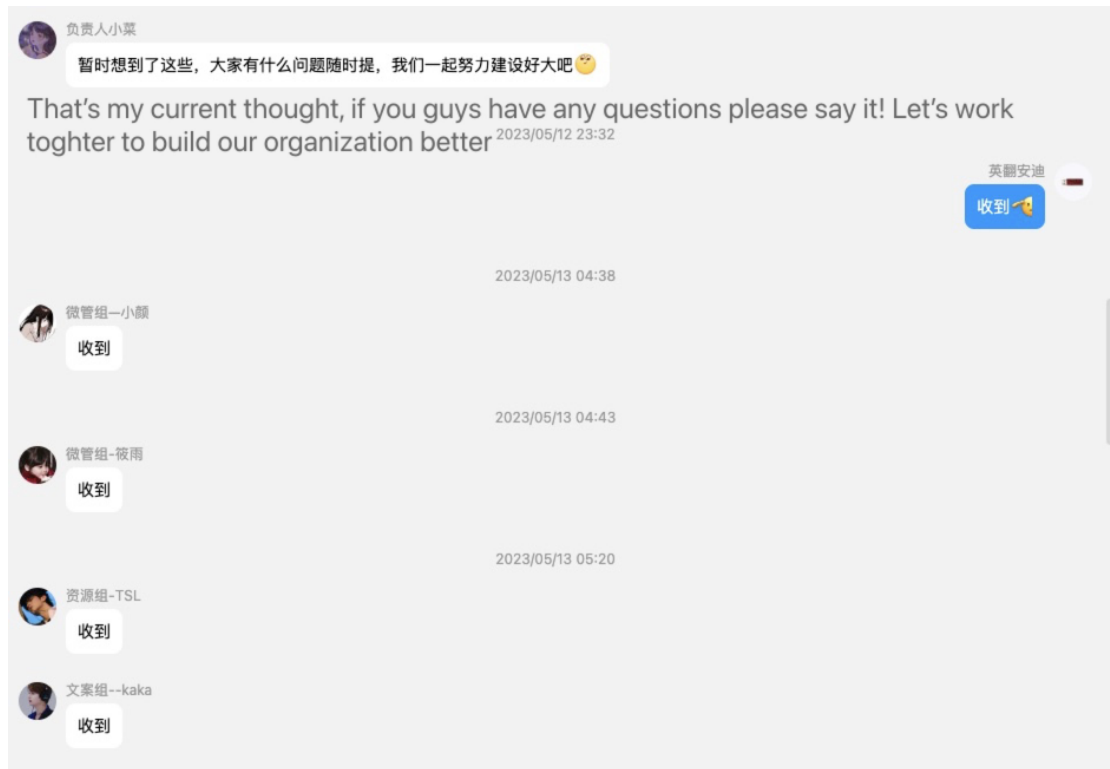 负责人小菜
暂时想到了这些，大家有什么问题随时提，我们一起努力建设好大吧🫡
That's my current thought, if you guys have any questions please say it! Let's work
toghter to build our organization better 2023/05/12 23:32
英翻安迪
收到🫡
2023/05/13 04:38
微管组—小颜
收到
2023/05/13 04:43
微管组-筱雨
收到
2023/05/13 05:20
资源组-TSL
收到
文案组--kaka
收到